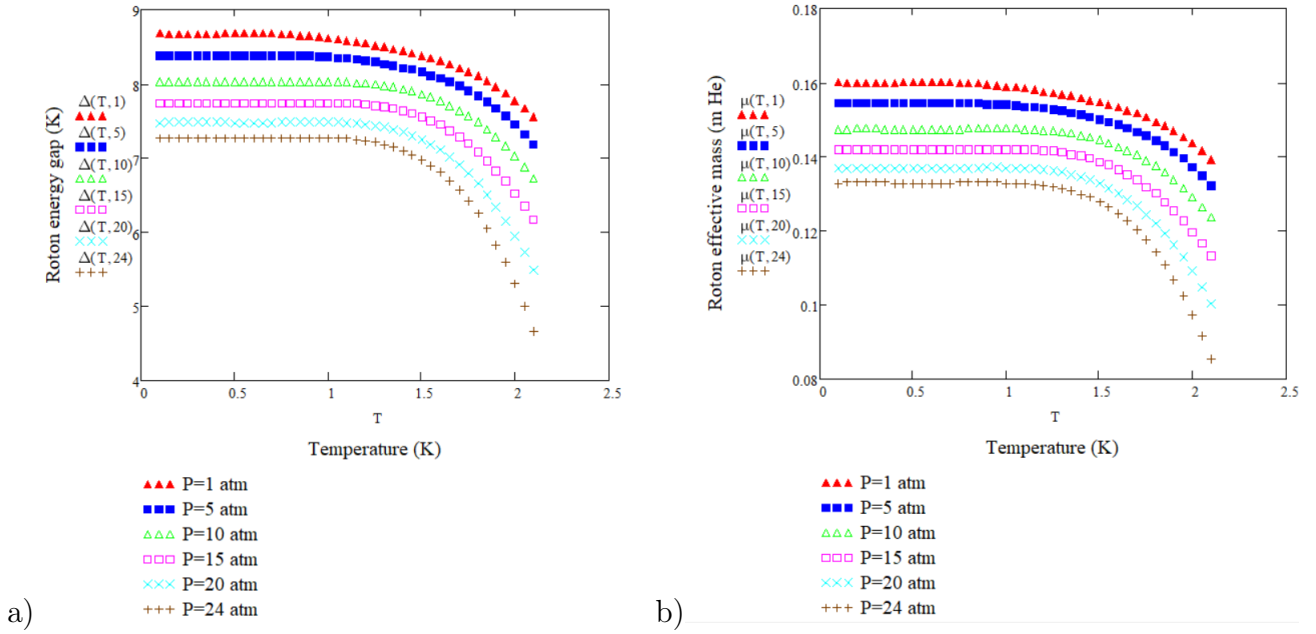 9
8
7
6
5
4
Roton energy gap (K)
Δ(T,1)
Δ(T,5)
Δ(T,10)
Δ(T,15)
Δ(T,20)
Δ(T,24)
0 0.5 1 1.5 2 2.5
T
Temperature (K)
P=1 atm
P=5 atm
P=10 atm
P=15 atm
P=20 atm
P=24 atm
a)
0.18
0.16
0.14
0.12
0.1
0.08
Roton effective mass (m He)
μ(T,1)
μ(T,5)
μ(T,10)
μ(T,15)
μ(T,20)
μ(T,24)
0 0.5 1 1.5 2 2.5
T
Temperature (K)
P=1 atm
P=5 atm
P=10 atm
P=15 atm
P=20 atm
P=24 atm
b)